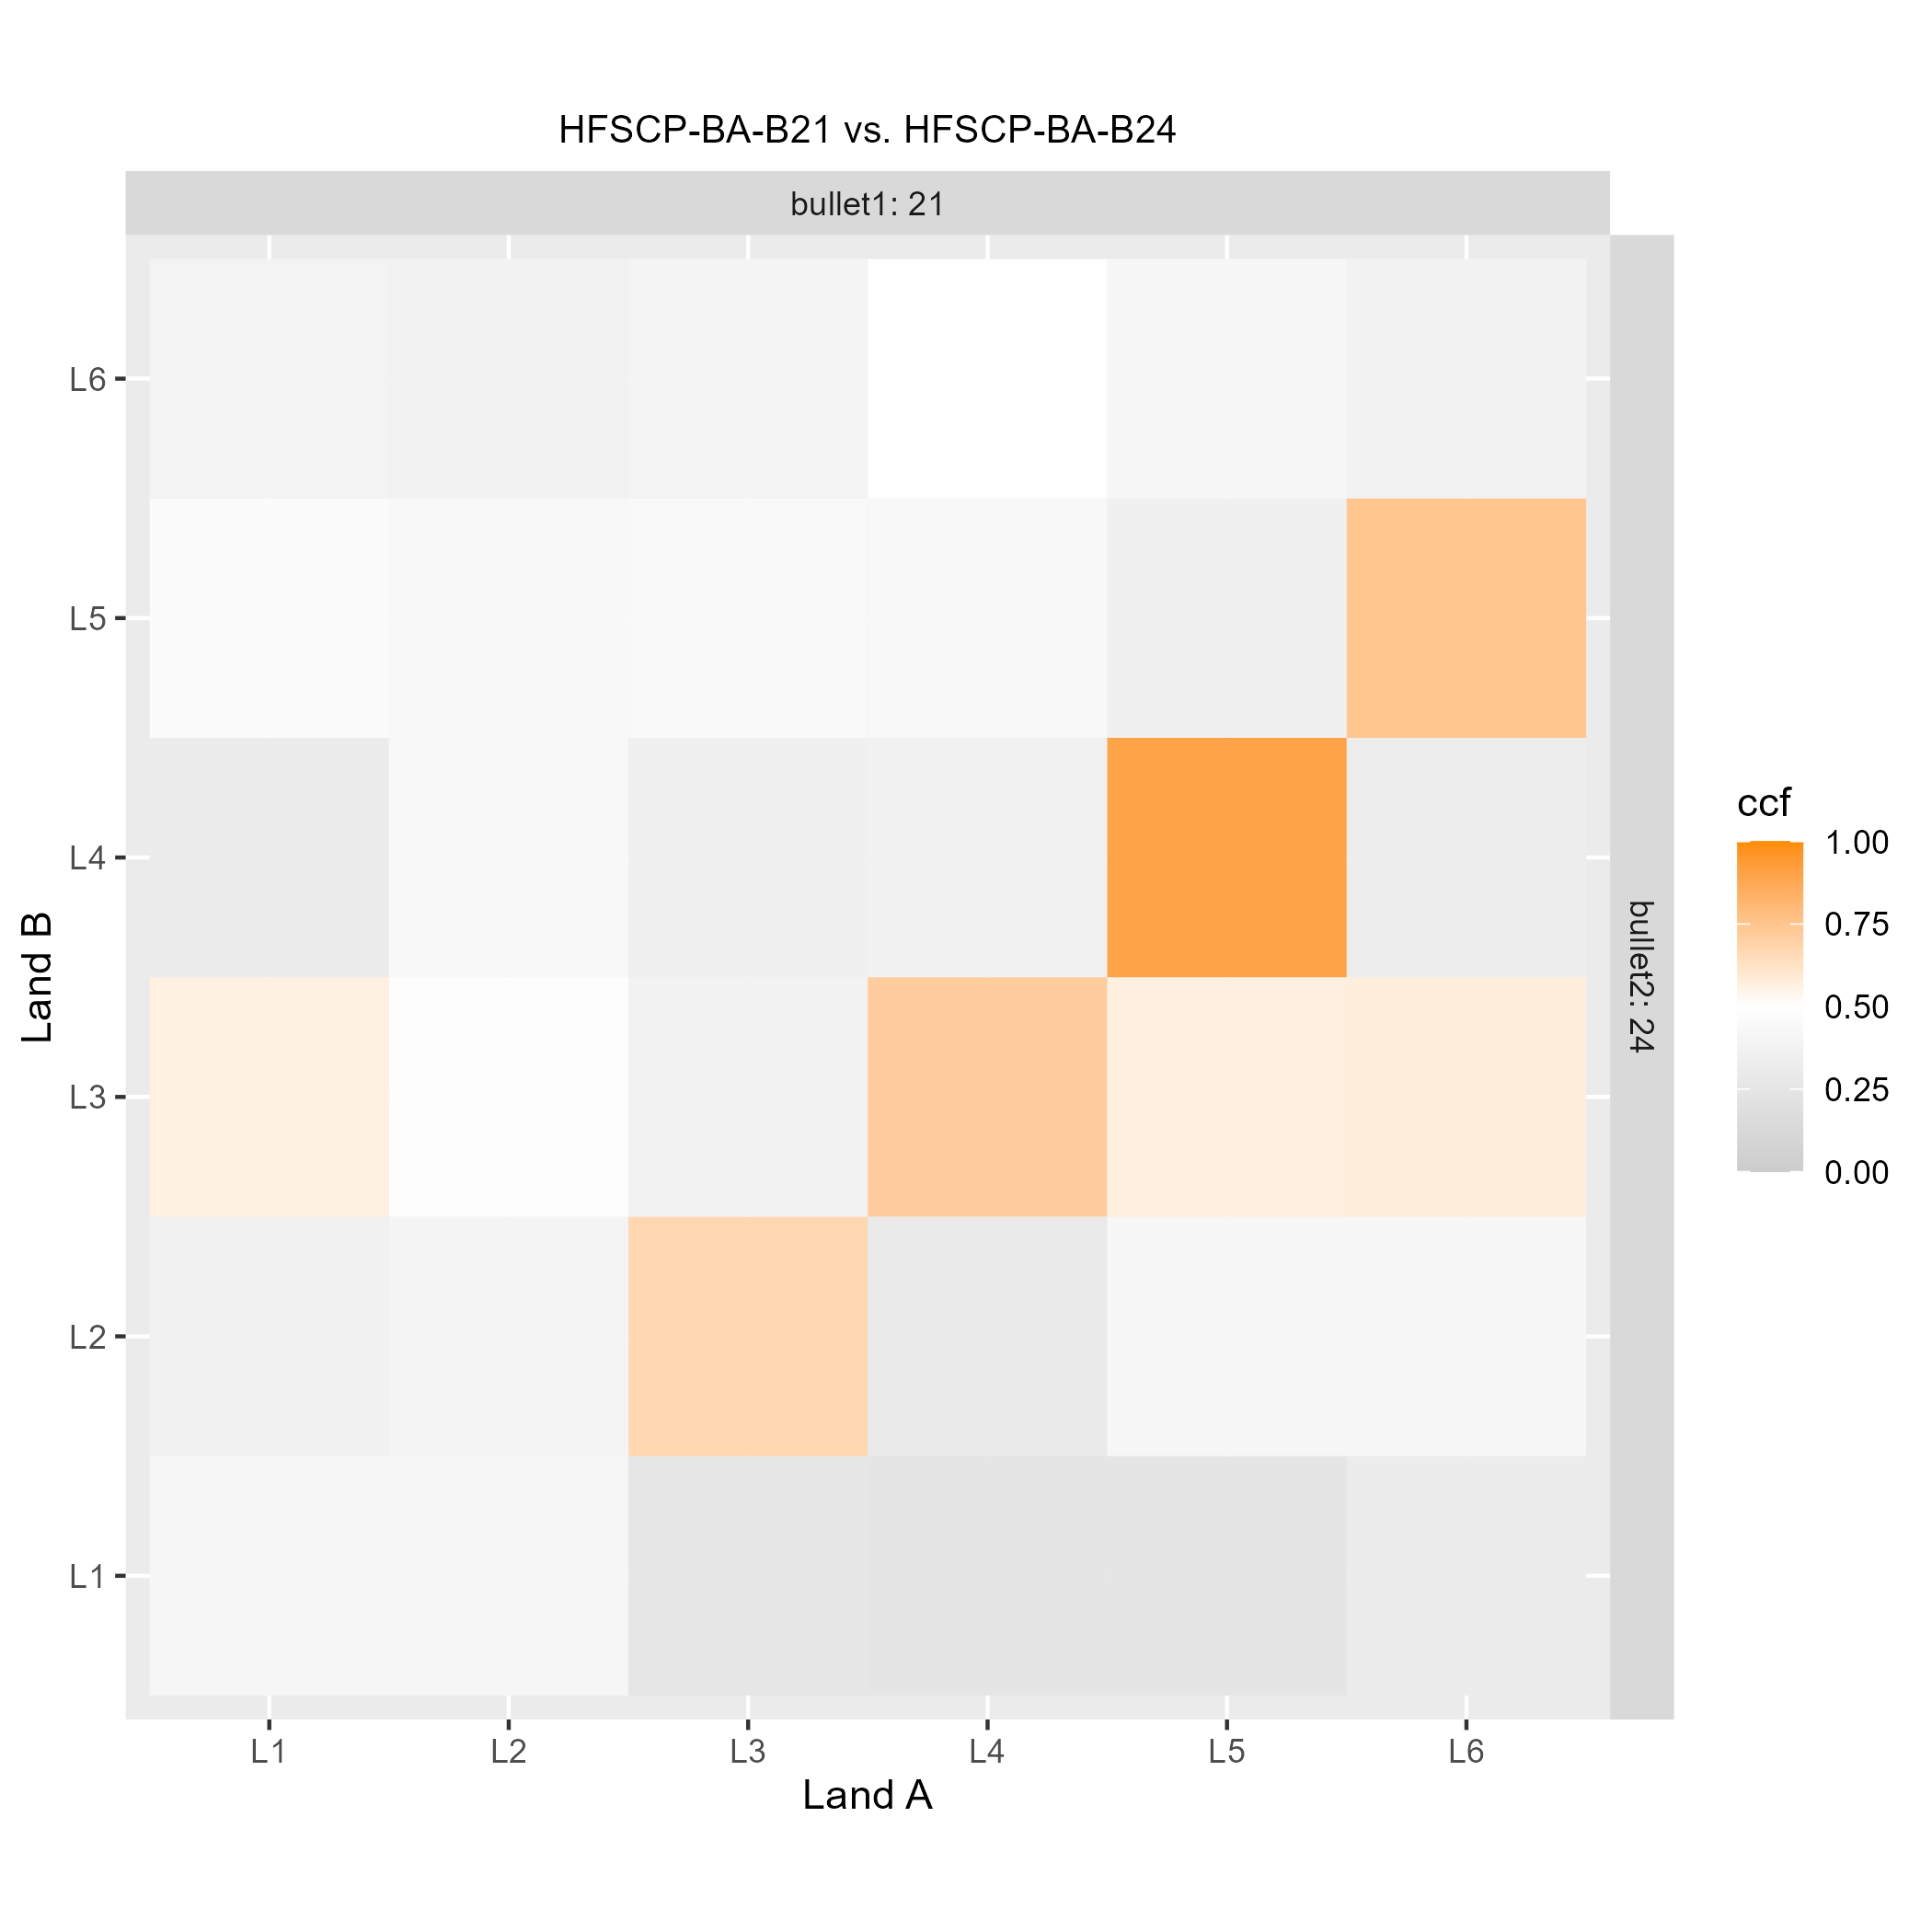 HFSCP-BA-B21 vs. HFSCP-BA-B24
bullet1: 21
L6
L5
L4
L3
L2
L1
Land B
bullet2: 24
L1 L2 L3 L4 L5 L6
Land A
ccf
1.00
0.75
0.50
0.25
0.00